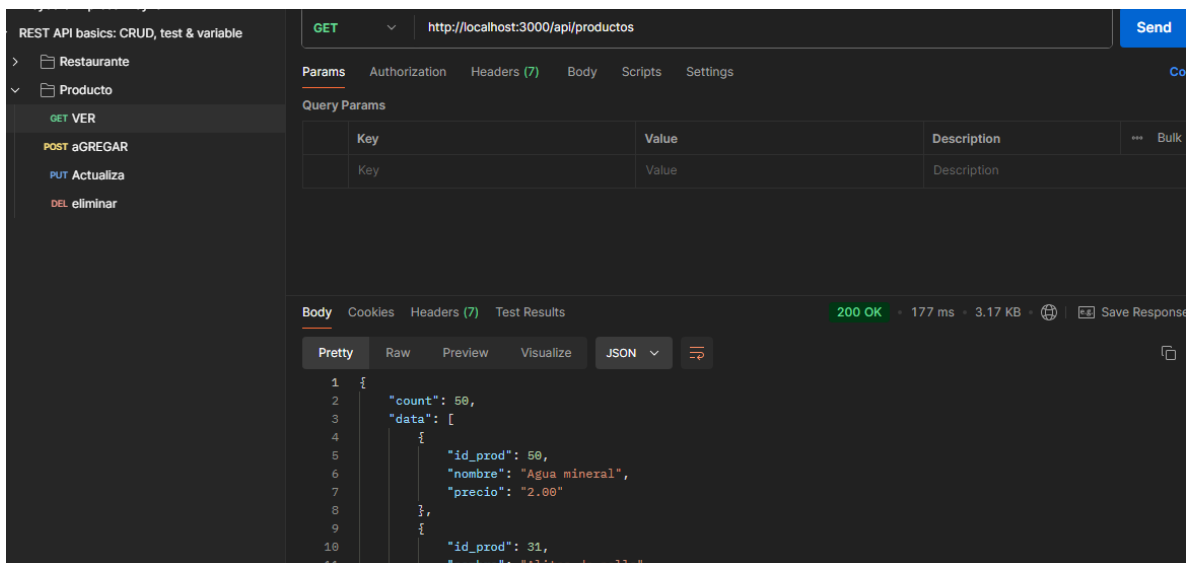 REST API basics: CRUD, test & variable
Restaurante
Producto
GET VER
POST aGREGAR
PUT Actualiza
DEL eliminar
GET http://localhost:3000/api/productos Send
Params Authorization Headers (7) Body Scripts Settings Co
Query Params
Key Value Description ••• Bulk
Key Value Description
Body Cookies Headers (7) Test Results 200 OK • 177 ms • 3.17 KB • e.g. Save Response
Pretty Raw Preview Visualize JSON
1 {
2 "count": 50,
3 "data": [
4 {
5 "id_prod": 50,
6 "nombre": "Agua mineral",
7 "precio": "2.00"
8 },
9 {
10 "id_prod": 31,